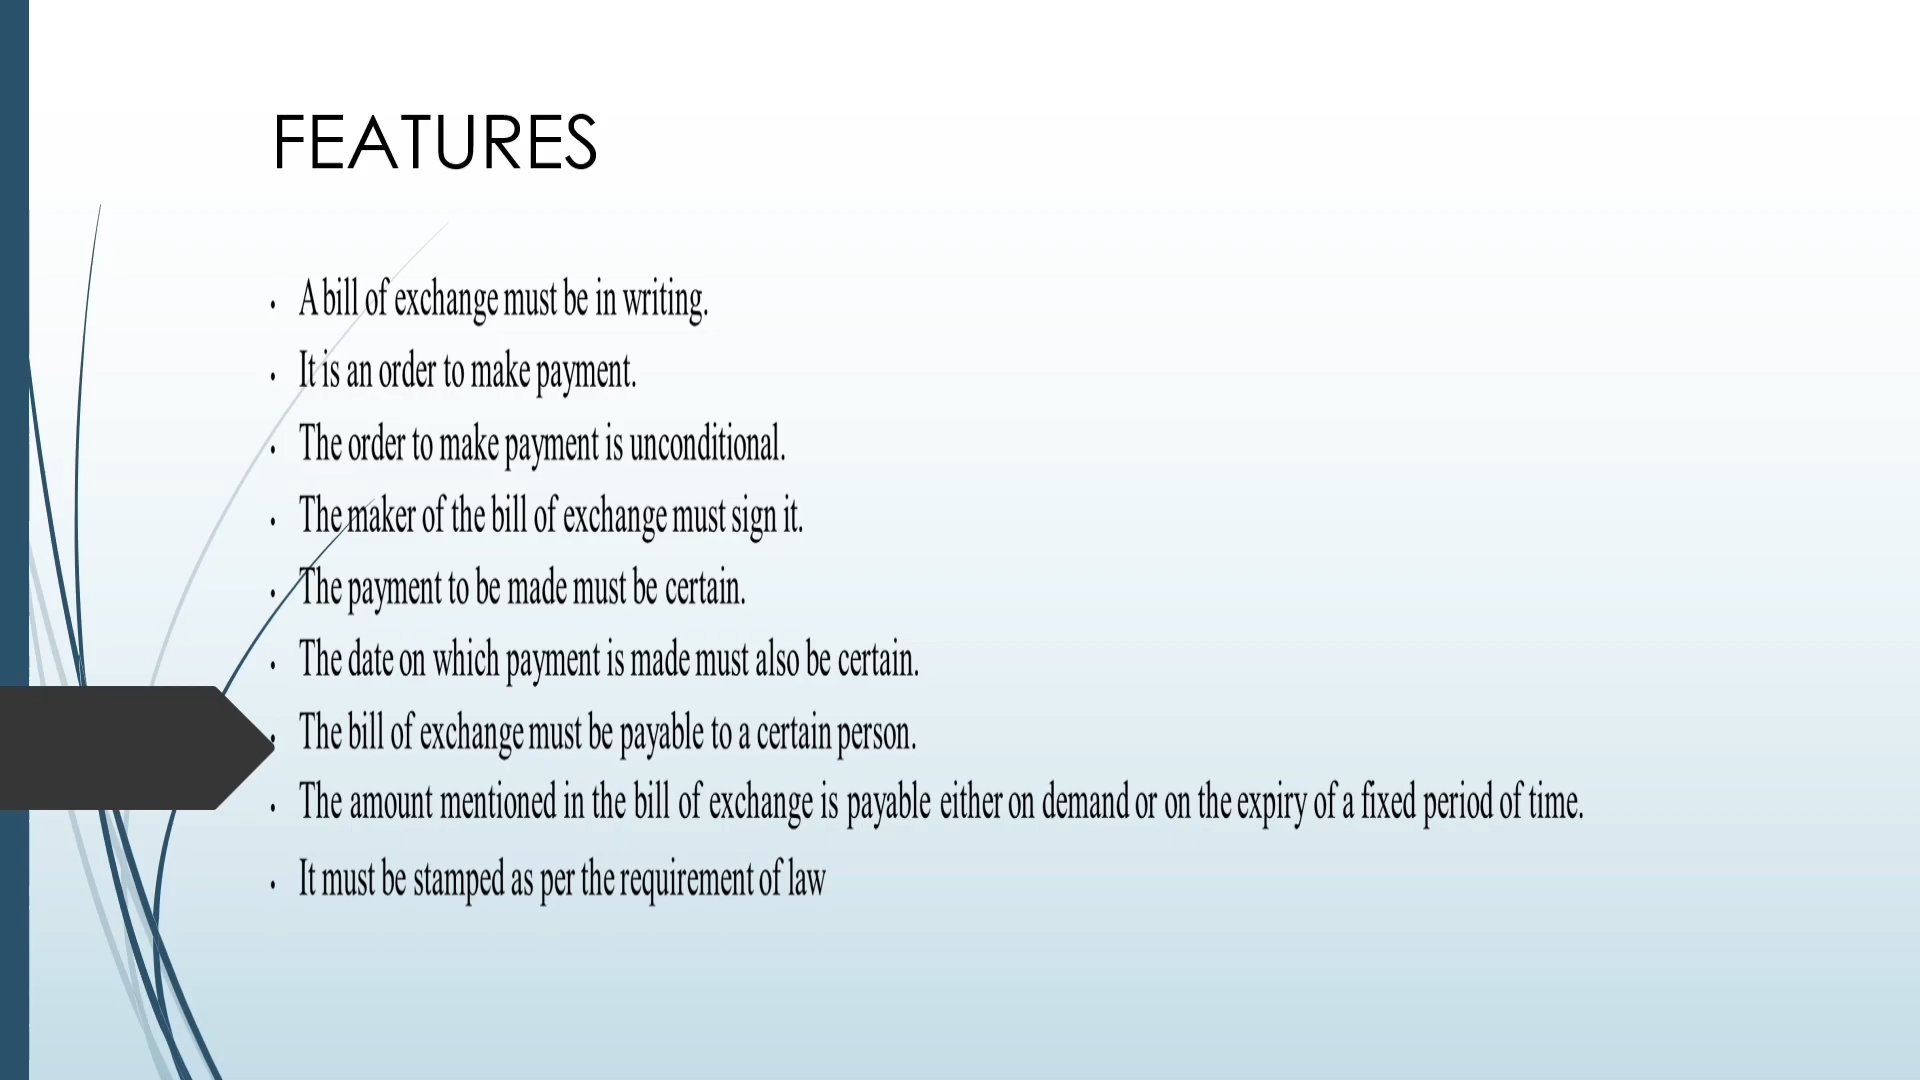 FEATURES
• A bill of exchange must be in writing.
• It is an order to make payment.
• The order to make payment is unconditional.
• The maker of the bill of exchange must sign it.
• The payment to be made must be certain.
• The date on which payment is made must also be certain.
• The bill of exchange must be payable to a certain person.
• The amount mentioned in the bill of exchange is payable either on demand or on the expiry of a fixed period of time.
• It must be stamped as per the requirement of law